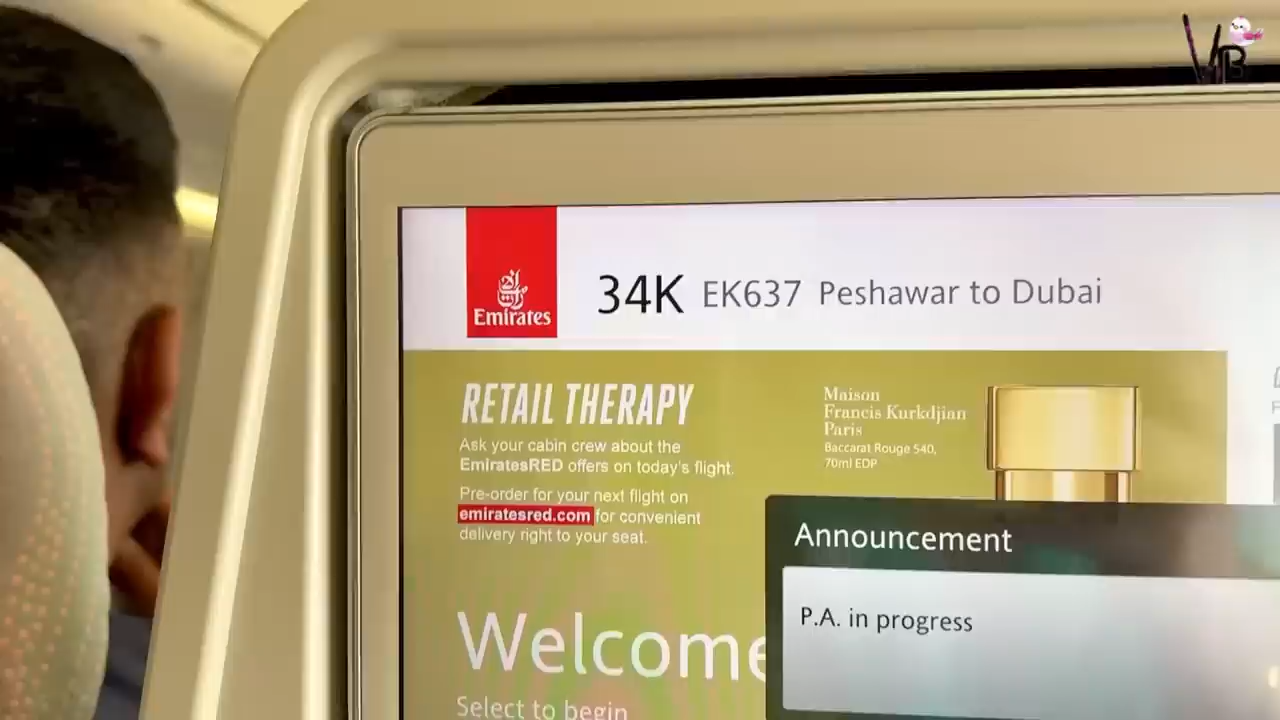 VB
Emirates
34K EK637 Peshawar to Dubai
RETAIL THERAPY
Ask your cabin crew about the
EmiratesRED offers on today's flight.
Pre-order for your next flight on
emiratesred.com for convenient
delivery right to your seat.
Maison
Francis Kurkdjian
Paris
Baccarat Rouge 540,
70ml EDP
Announcement
P.A. in progress
Welcome
Select to begin